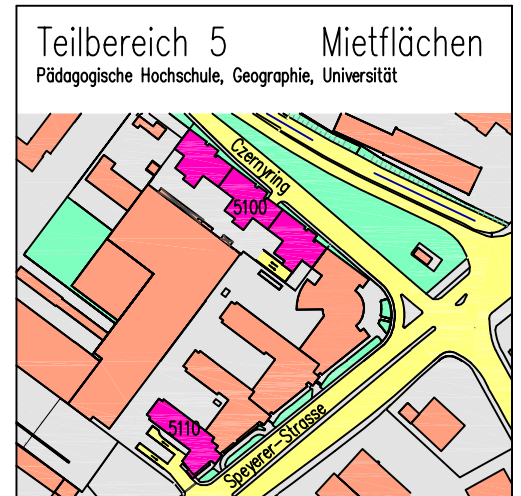 Teilbereich 5 Mietflächen
Pädagogische Hochschule, Geographie, Universität
Czernyring
5100
5110
Speyerer-Strasse